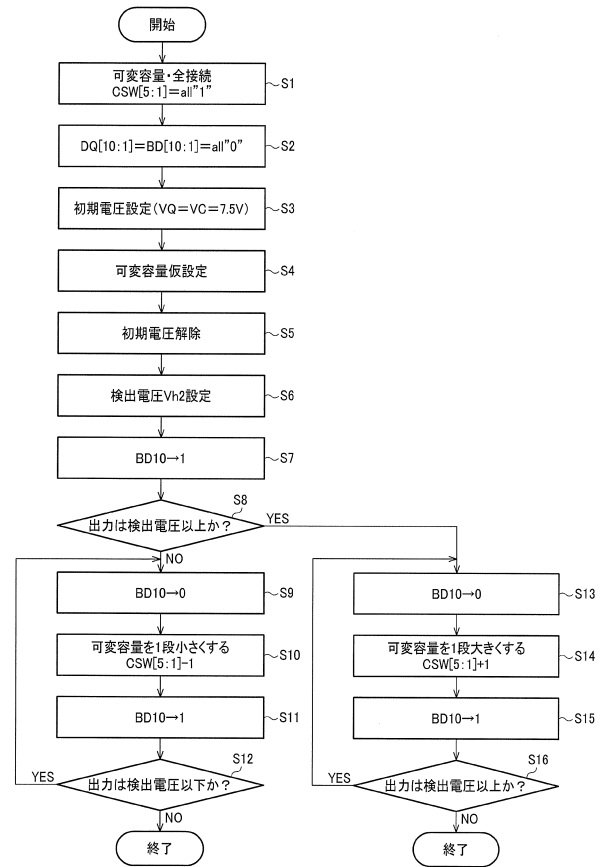 開始
可変容量・全接続
CSW[5:1]=all"1"
S1
DQ[10:1]=BD[10:1]=all"0"
S2
初期電圧設定(VQ=VC=7.5V)
S3
可変容量仮設定
S4
初期電圧解除
S5
検出電圧Vh2設定
S6
BD10→1
S7
S8
出力は検出電圧以上か?
YES
NO
BD10→0
S9
可変容量を1段小さくする
CSW[5:1]-1
S10
BD10→1
S11
S12
出力は検出電圧以下か?
YES
NO
終了
BD10→0
S13
可変容量を1段大きくする
CSW[5:1]+1
S14
BD10→1
S15
S16
出力は検出電圧以上か?
YES
NO
終了